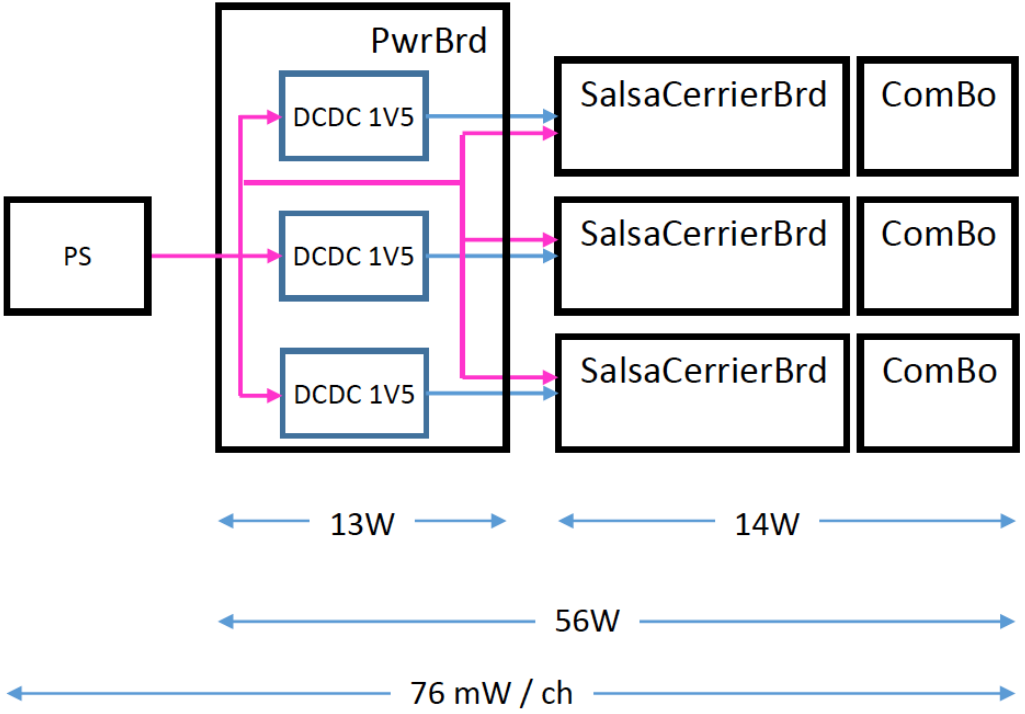 PwrBrd
DCDC 1V5
SalsaCerrierBrd
ComBo
PS
DCDC 1V5
SalsaCerrierBrd
ComBo
DCDC 1V5
SalsaCerrierBrd
ComBo
13W
14W
56W
76 mW / ch